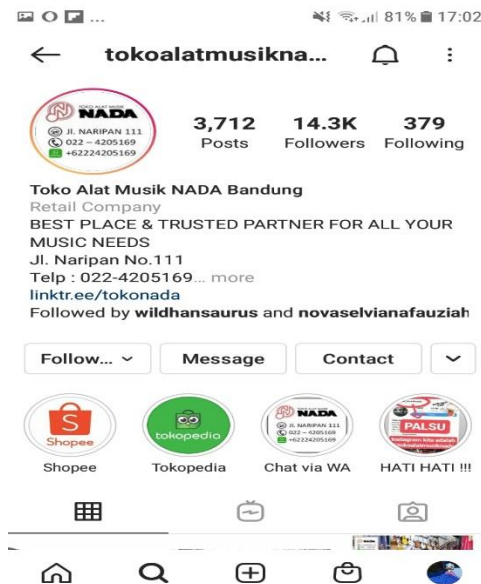 ... 81% 17:02
tokoalatmusikna...
TOKO ALAT MUSIK
NADA
JL. NARIPAN 111
022 - 4205169
+62224205169
3,712 14.3K 379
Posts Followers Following
Toko Alat Musik NADA Bandung
Retail Company
BEST PLACE & TRUSTED PARTNER FOR ALL YOUR
MUSIC NEEDS
Jl. Naripan No.111
Telp : 022-4205169... more
linktr.ee/tokonada
Followed by wildhansaurus and novaselvianafauziah
Follow... Message Contact
S
Shopee
tokopedia
NADA
JL. NARIPAN 111
022 - 4205169
+62224205169
PALSU
Shopee Tokopedia Chat via WA HATI HATI !!!